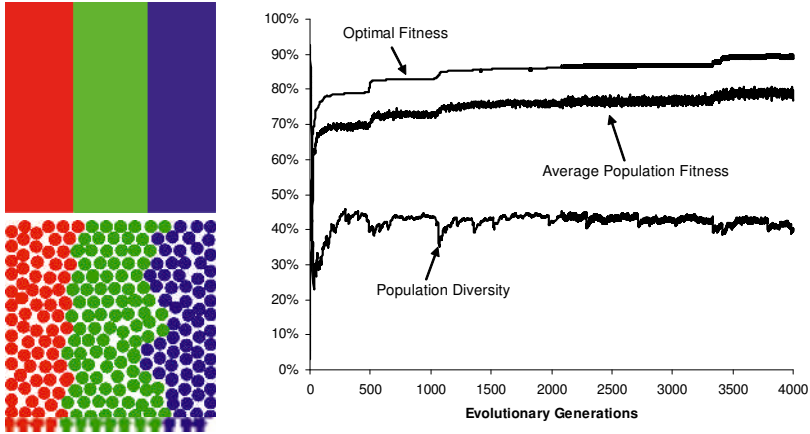 100%
90%
80%
70%
60%
50%
40%
30%
20%
10%
0%
Optimal Fitness
Average Population Fitness
Population Diversity
0 500 1000 1500 2000 2500 3000 3500 4000
Evolutionary Generations